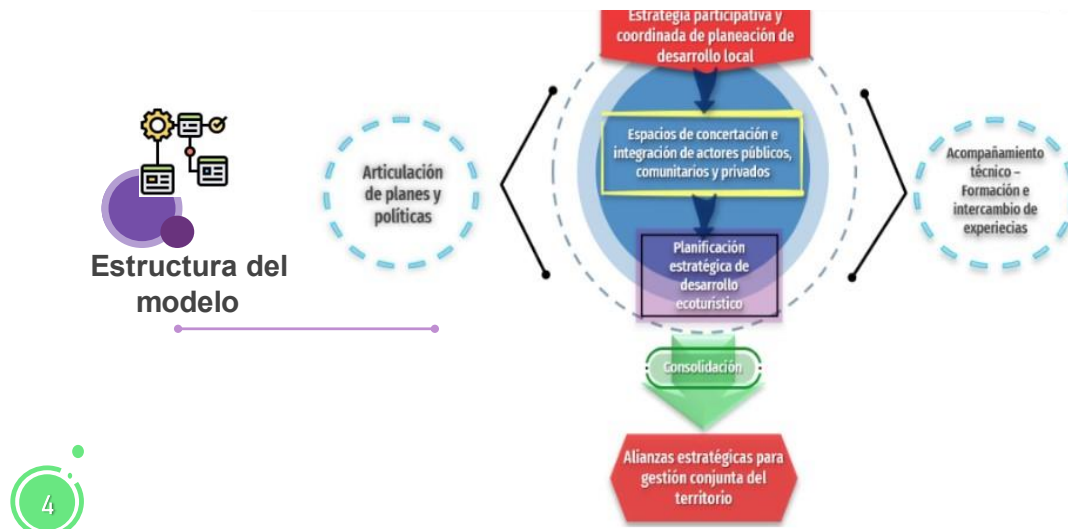 Estrategia participativa y
coordinada de planeación de
desarrollo local
Espacios de concertación e
integración de actores públicos,
comunitarios y privados
Articulación
de planes y
políticas
Acompañamiento
técnico –
Formación e
intercambio de
experiecias
Planificación
estratégica de
desarrollo
ecoturístico
Estructura del
modelo
Consolidación
Alianzas estratégicas para
gestión conjunta del
territorio
4